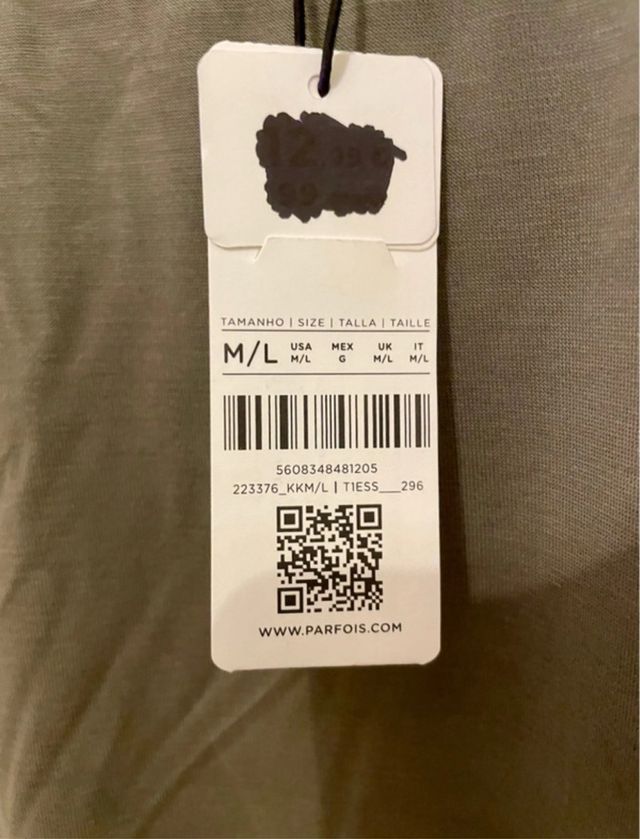 TAMANHO | SIZE | TALLA | TAILLE
M/L USA M/L MEX G UK M/L IT M/L
5608348481205
223376_KKM/L | T1ESS___296
WWW.PARFOIS.COM